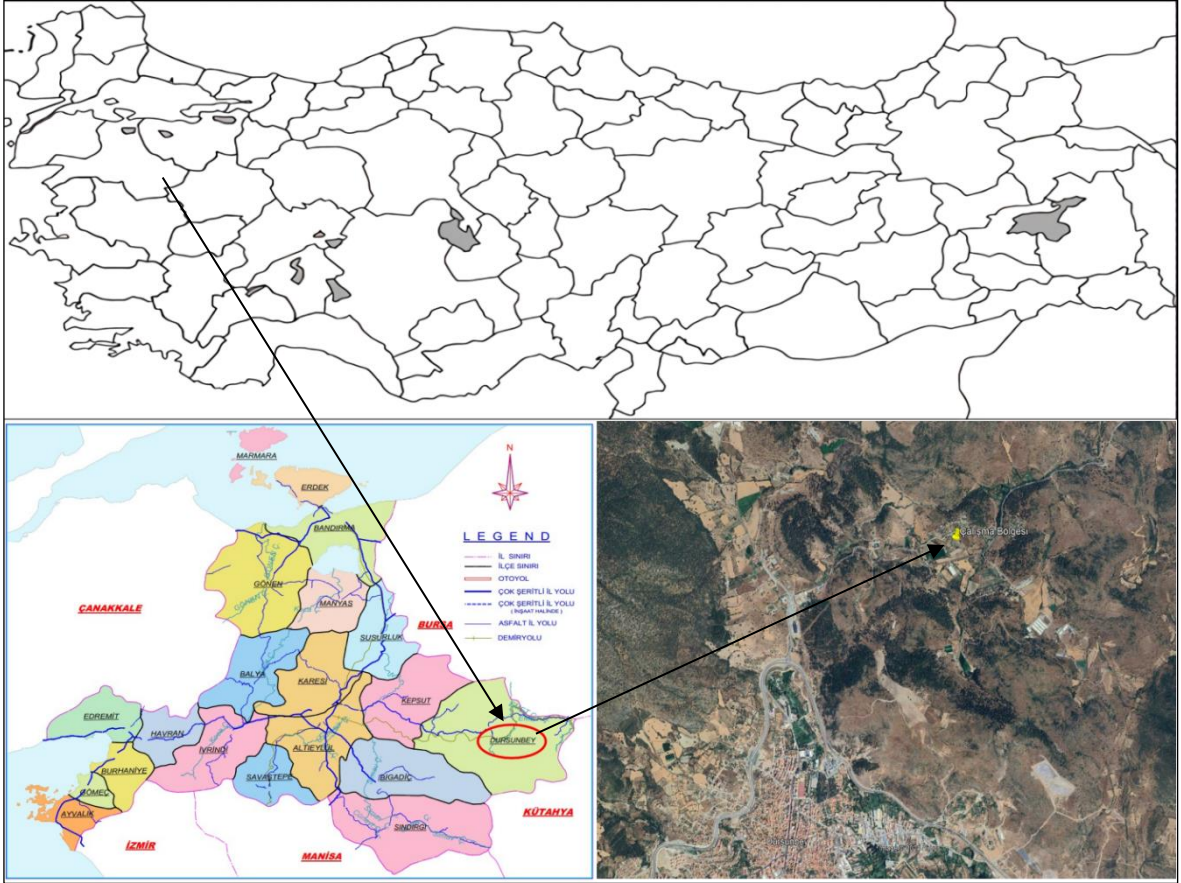 MARMARA
ERDEK
BANDIRMA
GÖNEN
MANYAS
ÇANAKKALE
BURSA
SUSURLUK
BALYA
KARESİ
KEPSUT
EDREMİT
HAVRAN
İVRİNDİ
ALTIEYLÜL
DURSUNBEY
BURHANİYE
GÖMEÇ
SAVAŞTEPE
BİGADİÇ
AYVALIK
SINDIRGI
KÜTAHYA
İZMİR
MANİSA
N
LEGEND
İL SINIRI
İLÇE SINIRI
OTOYOL
ÇOK ŞERİTLİ İL YOLU
ÇOK ŞERİTLİ İL YOLU
( İNŞAAT HALİNDE )
ASFALT İL YOLU
DEMİRYOLU
Çalışma Bölgesi